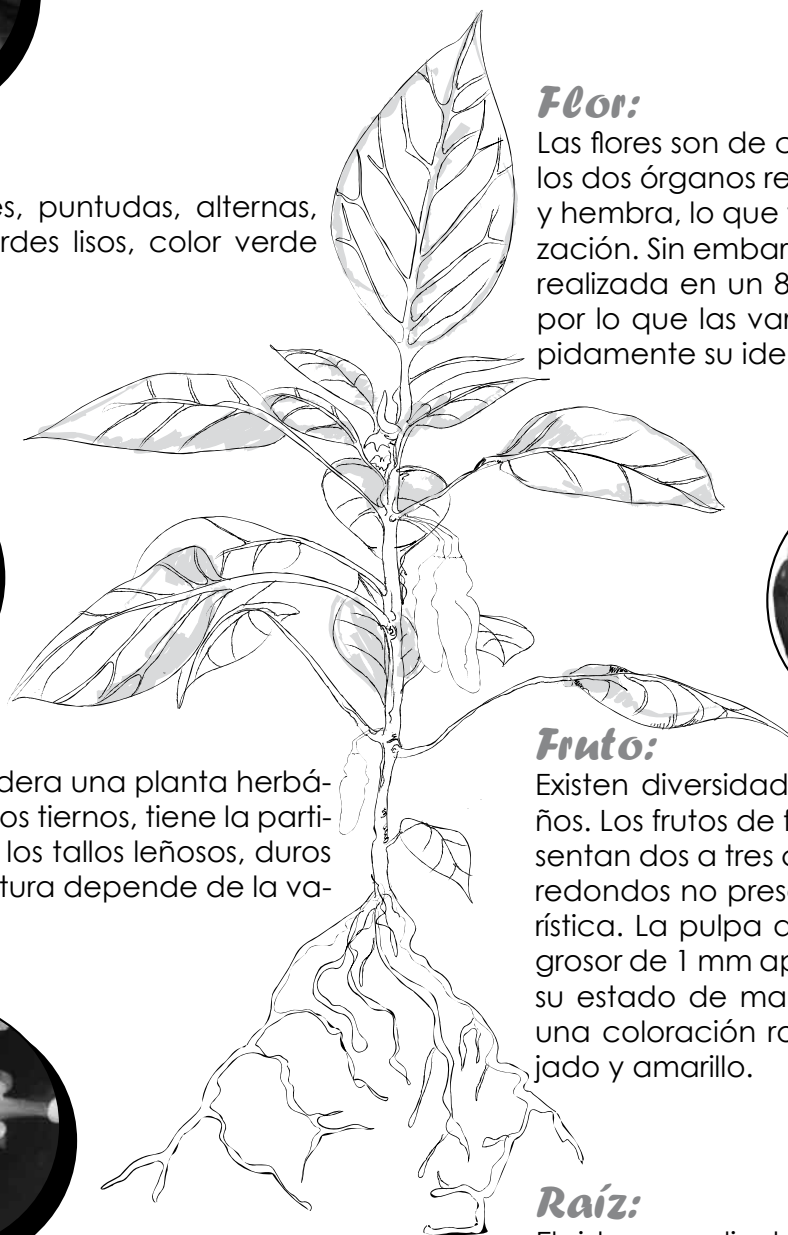 es, puntudas, alternas,
rdes lisos, color verde
dera una planta herbá-
os tiernos, tiene la parti-
los tallos leñosos, duros
tura depende de la va-
Flor:
Las flores son de
los dos órganos re
y hembra, lo que
zación. Sin embar
realizada en un 8
por lo que las var
pidamente su ide
Fruto:
Existen diversidad
ños. Los frutos de f
sentan dos a tres
redondos no prese
rística. La pulpa
grosor de 1 mm ap
su estado de ma
una coloración ro
jado y amarillo.
Raíz: